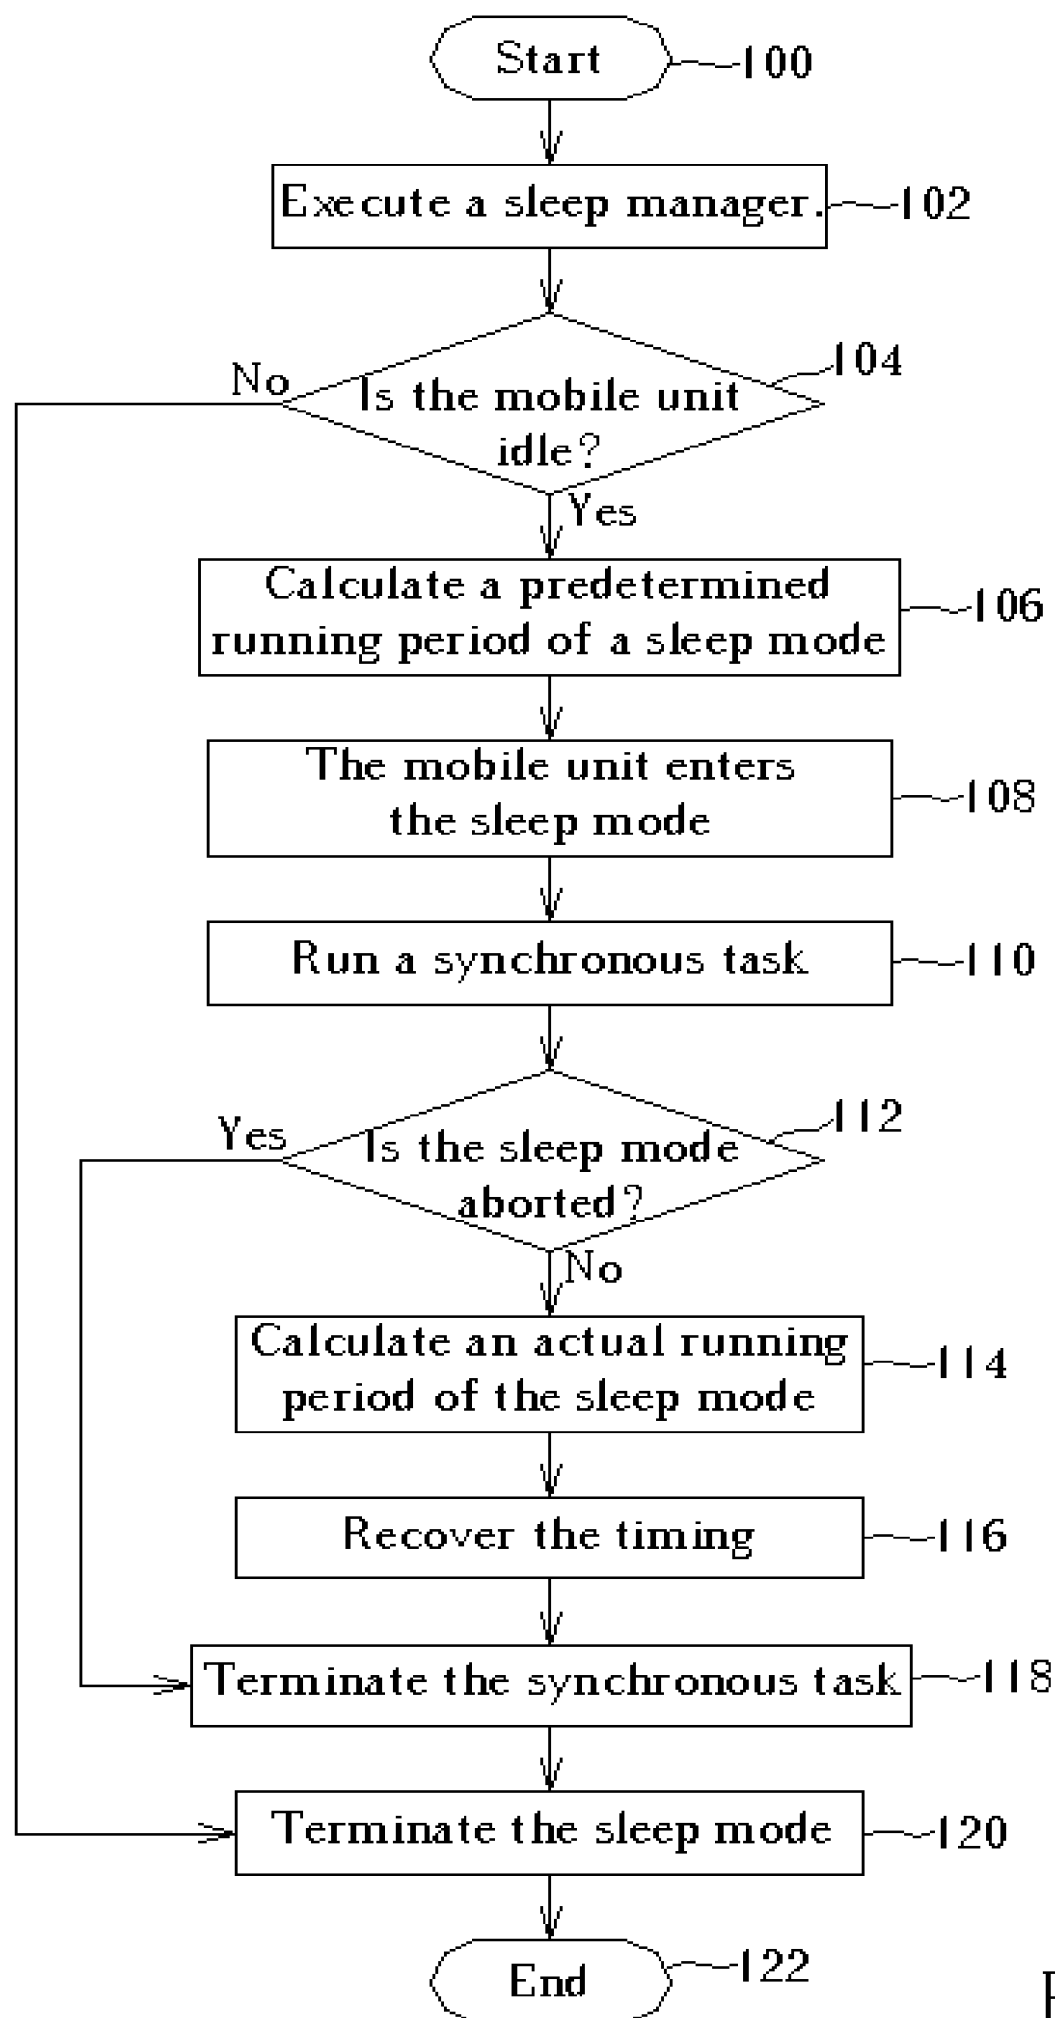 Start
100
Execute a sleep manager.
102
104
No
Is the mobile unit
idle?
Yes
Calculate a predetermined
running period of a sleep mode
106
The mobile unit enters
the sleep mode
108
Run a synchronous task
110
112
Yes
Is the sleep mode
aborted?
No
Calculate an actual running
period of the sleep mode
114
Recover the timing
116
Terminate the synchronous task
118
Terminate the sleep mode
120
End
122